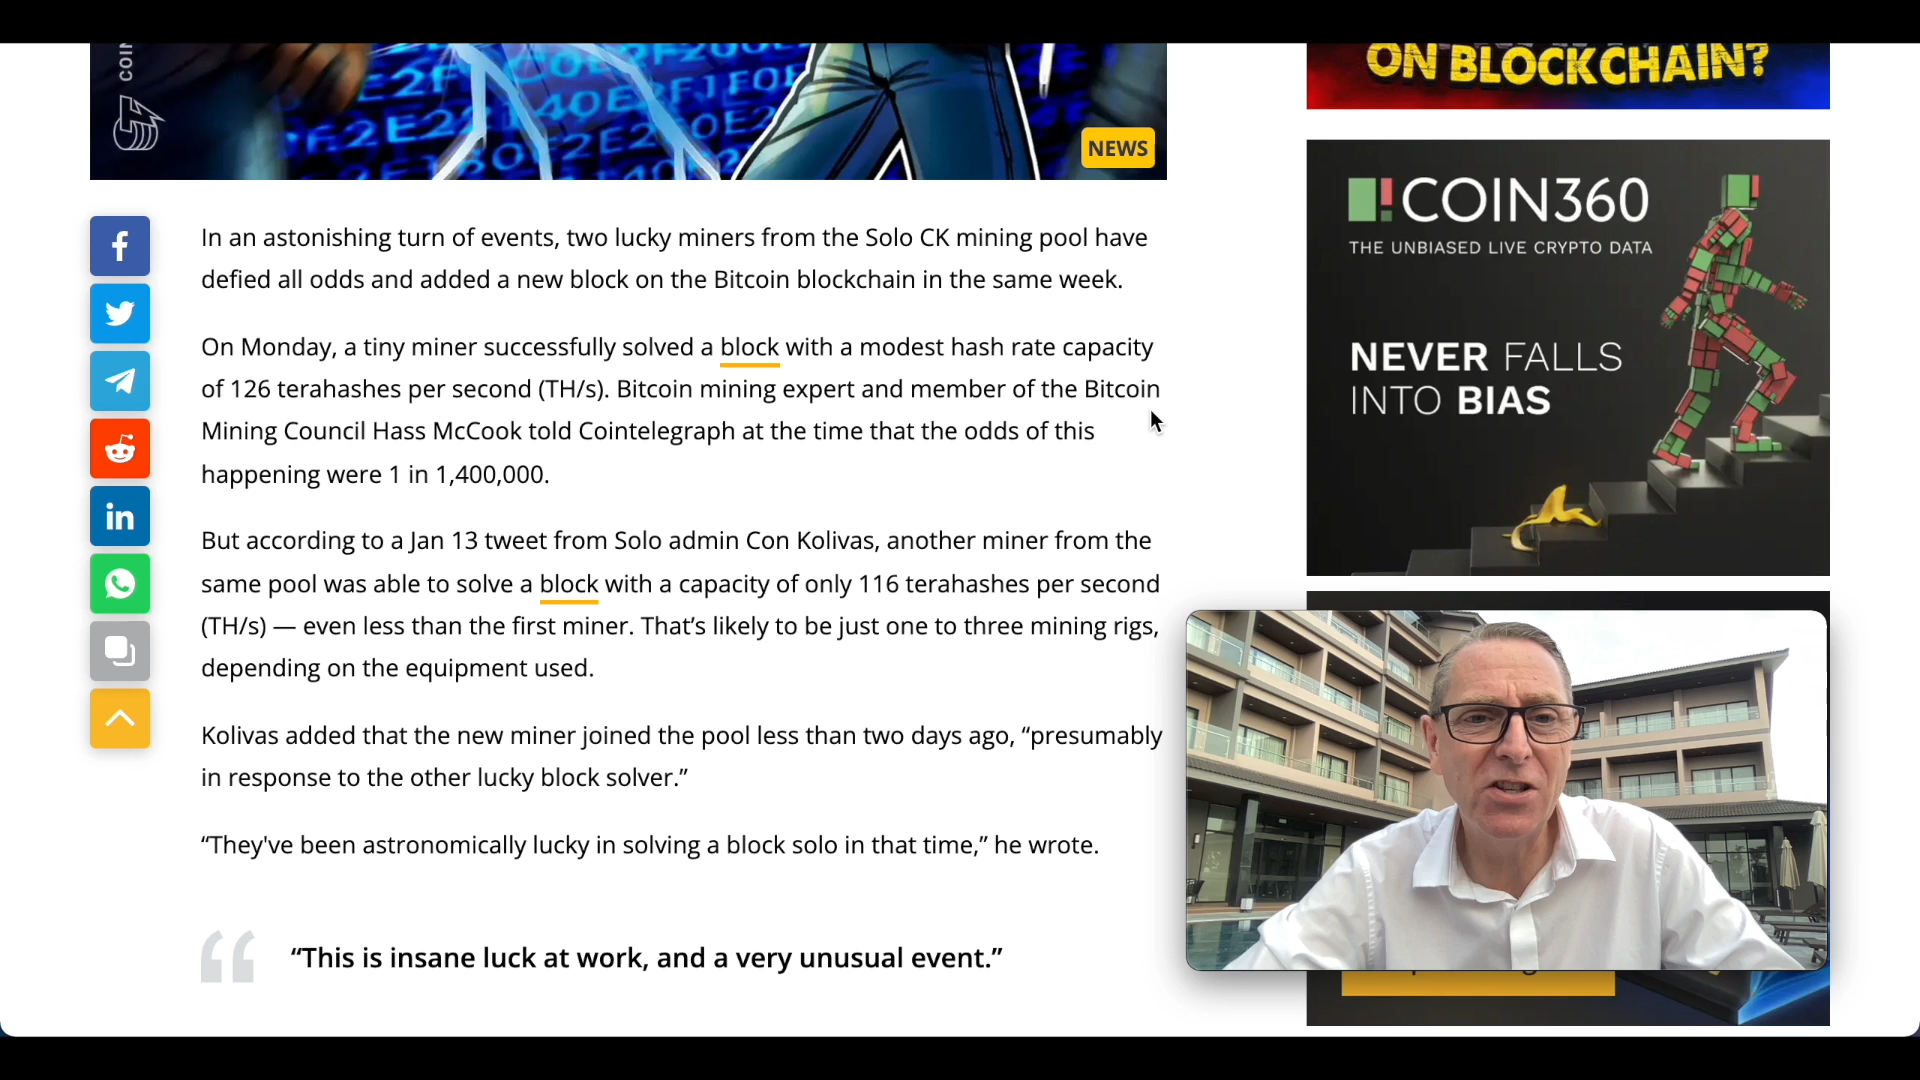 COIN
ON BLOCKCHAIN?
NEWS
COIN360
THE UNBIASED LIVE CRYPTO DATA
NEVER FALLS
INTO BIAS
In an astonishing turn of events, two lucky miners from the Solo CK mining pool have
defied all odds and added a new block on the Bitcoin blockchain in the same week.
On Monday, a tiny miner successfully solved a block with a modest hash rate capacity
of 126 terahashes per second (TH/s). Bitcoin mining expert and member of the Bitcoin
Mining Council Hass McCook told Cointelegraph at the time that the odds of this
happening were 1 in 1,400,000.
But according to a Jan 13 tweet from Solo admin Con Kolivas, another miner from the
same pool was able to solve a block with a capacity of only 116 terahashes per second
(TH/s) — even less than the first miner. That’s likely to be just one to three mining rigs,
depending on the equipment used.
Kolivas added that the new miner joined the pool less than two days ago, “presumably
in response to the other lucky block solver.”
“They've been astronomically lucky in solving a block solo in that time,” he wrote.
“This is insane luck at work, and a very unusual event.”